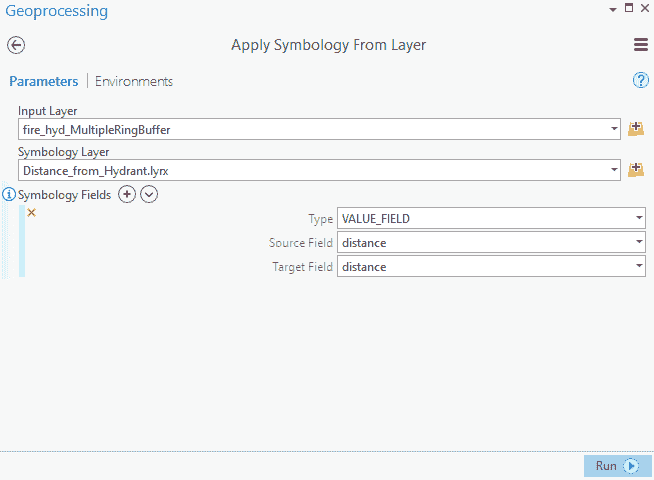 Geoprocessing
Apply Symbology From Layer
Parameters | Environments
?
Input Layer
fire_hyd_MultipleRingBuffer
Symbology Layer
Distance_from_Hydrant.lyrx
Symbology Fields
Type VALUE_FIELD
Source Field distance
Target Field distance
Run